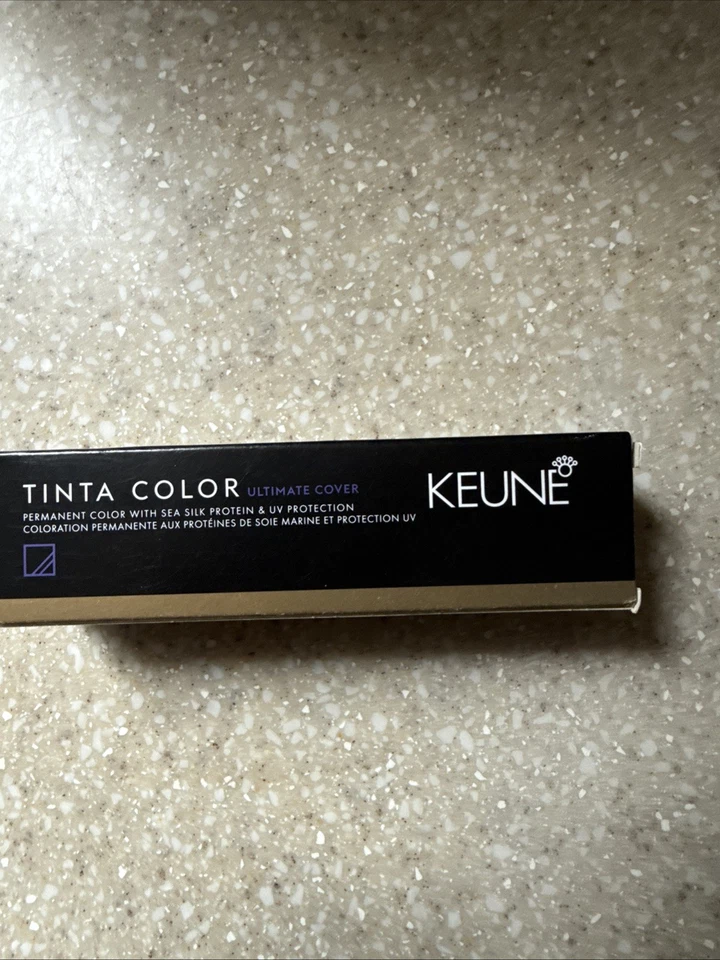 TINTA COLOR ULTIMATE COVER
KEUNE
PERMANENT COLOR WITH SEA SILK PROTEIN & UV PROTECTION
COLORATION PERMANENTE AUX PROTÉINES DE SOIE MARINE ET PROTECTION UV